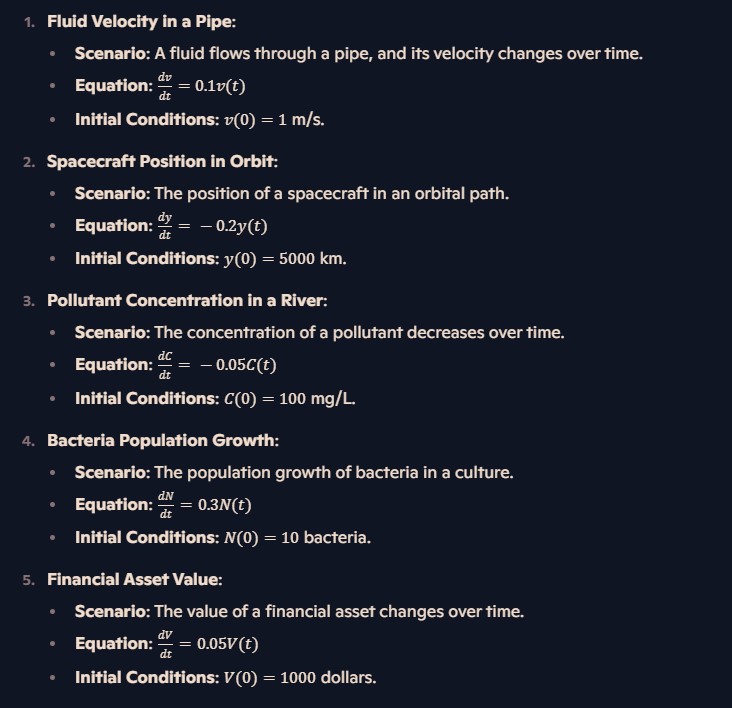 1. Fluid Velocity in a Pipe:
• Scenario: A fluid flows through a pipe, and its velocity changes over time.
• Equation: dv/dt = 0.1v(t)
• Initial Conditions: v(0) = 1 m/s.
2. Spacecraft Position in Orbit:
• Scenario: The position of a spacecraft in an orbital path.
• Equation: dy/dt = −0.2y(t)
• Initial Conditions: y(0) = 5000 km.
3. Pollutant Concentration in a River:
• Scenario: The concentration of a pollutant decreases over time.
• Equation: dC/dt = −0.05C(t)
• Initial Conditions: C(0) = 100 mg/L.
4. Bacteria Population Growth:
• Scenario: The population growth of bacteria in a culture.
• Equation: dN/dt = 0.3N(t)
• Initial Conditions: N(0) = 10 bacteria.
5. Financial Asset Value:
• Scenario: The value of a financial asset changes over time.
• Equation: dV/dt = 0.05V(t)
• Initial Conditions: V(0) = 1000 dollars.